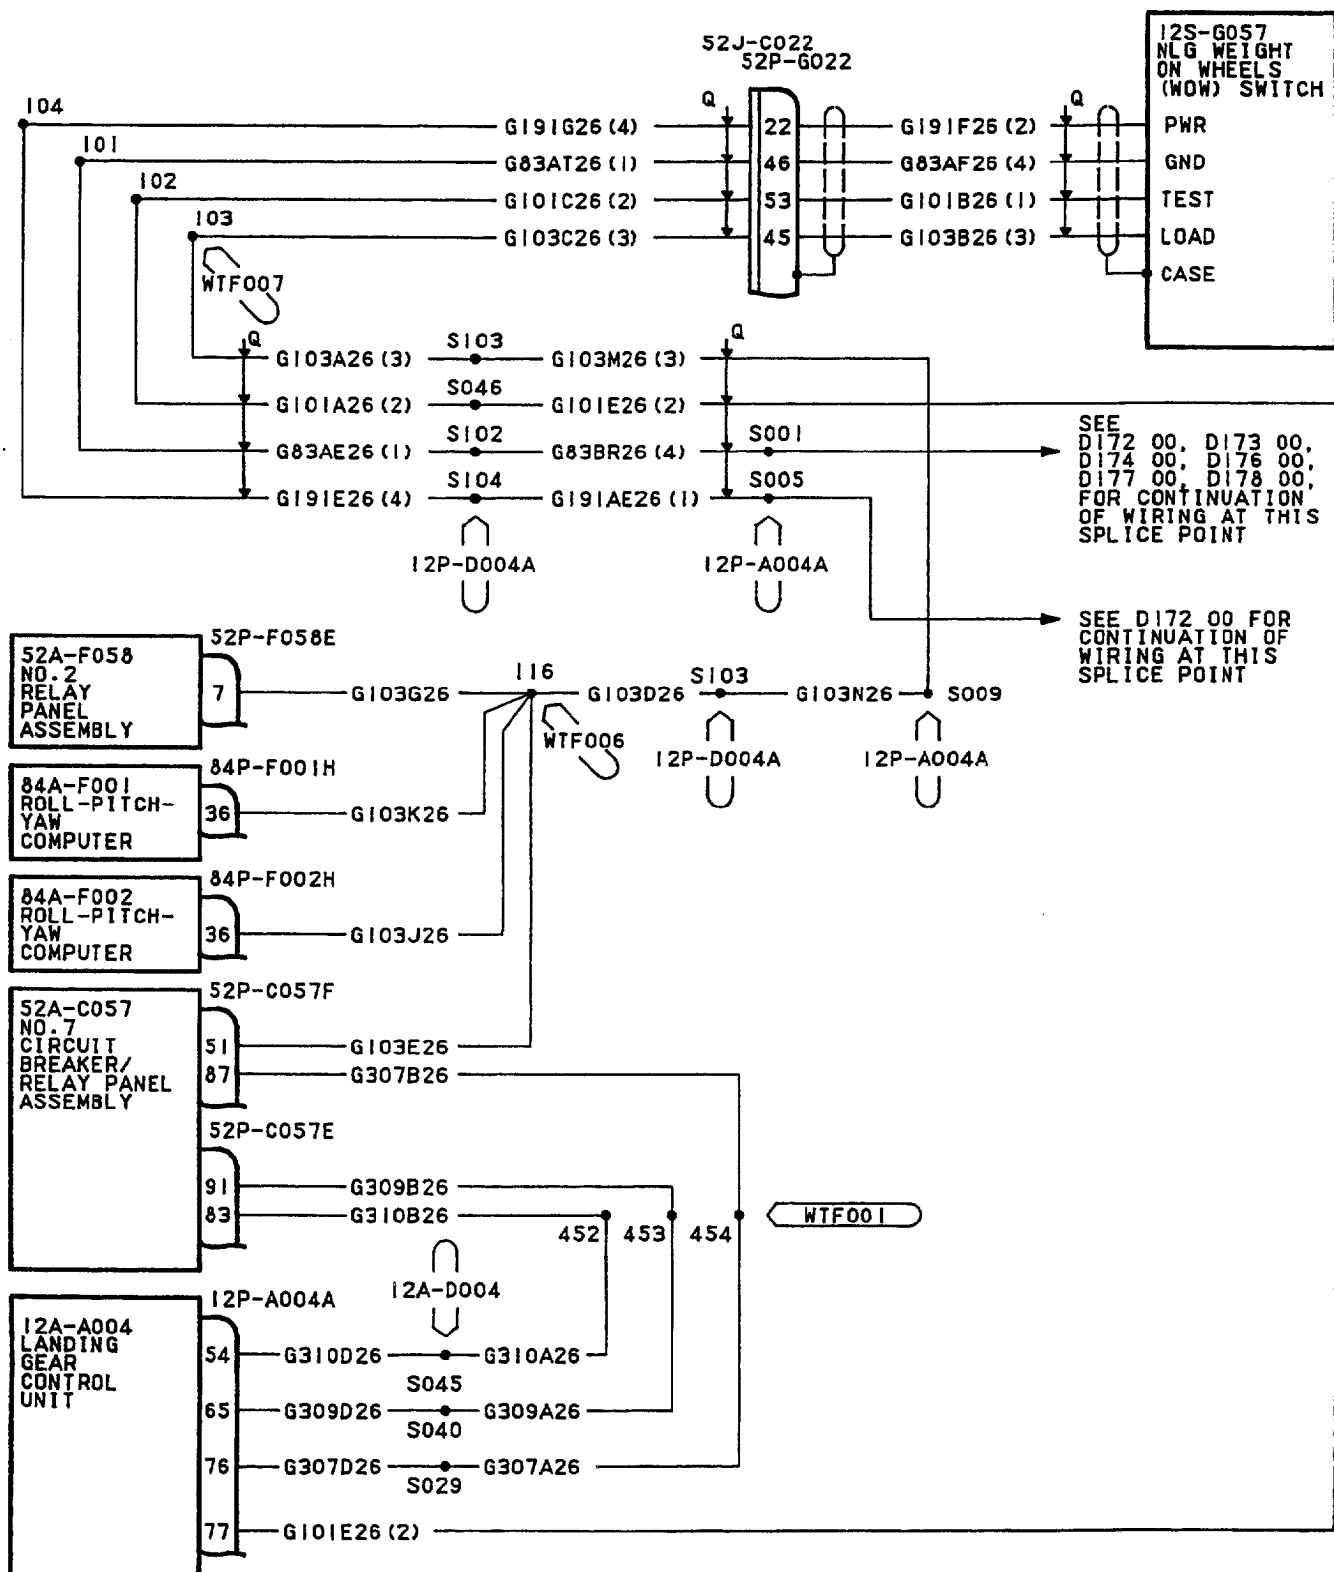 52J-C022
52P-G022
12S-G057
NLG WEIGHT
ON WHEELS
(WOW) SWITCH
104 G191G26(4) Q 22 G191F26(2) Q PWR
101 G83AT26(1) 46 G83AF26(4) GND
102 G101C26(2) 53 G101B26(1) TEST
103 G103C26(3) 45 G103B26(3) LOAD
CASE
WTF007
Q G103A26(3) S103 G103M26(3) Q
G101A26(2) S046 G101E26(2)
G83AE26(1) S102 G83BR26(4) S001
G191E26(4) S104 G191AE26(1) S005
SEE
D172 00, D173 00,
D174 00, D176 00,
D177 00, D178 00,
FOR CONTINUATION
OF WIRING AT THIS
SPLICE POINT
12P-D004A 12P-A004A
SEE D172 00 FOR
CONTINUATION OF
WIRING AT THIS
SPLICE POINT
52A-F058
NO.2
RELAY
PANEL
ASSEMBLY
52P-F058E
7 G103G26 116 G103D26 S103 G103N26 S009
WTF006 12P-D004A 12P-A004A
84A-F001
ROLL-PITCH-
YAW
COMPUTER
84P-F001H
36 G103K26
84A-F002
ROLL-PITCH-
YAW
COMPUTER
84P-F002H
36 G103J26
52A-C057
NO.7
CIRCUIT
BREAKER/
RELAY PANEL
ASSEMBLY
52P-C057F
51 G103E26
87 G307B26
52P-C057E
91 G309B26
83 G310B26
452 453 454 WTF001
12A-D004
12A-A004
LANDING
GEAR
CONTROL
UNIT
12P-A004A
54 G310D26 S045 G310A26
65 G309D26 S040 G309A26
76 G307D26 S029 G307A26
77 G101E26(2)